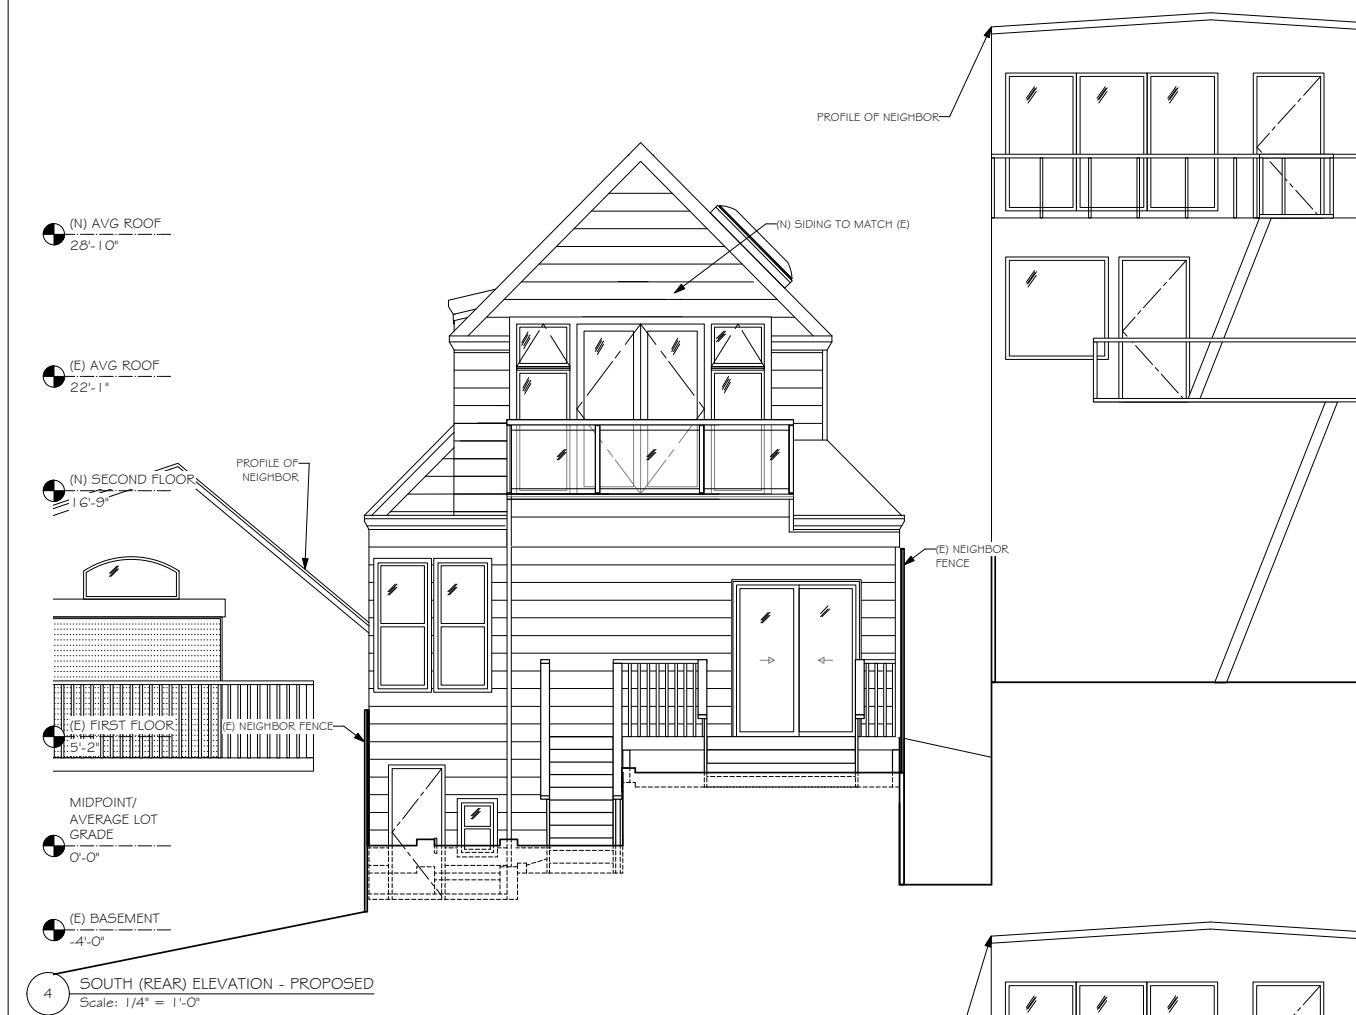 PROFILE OF NEIGHBOR
(N) AVG ROOF
28'-10"
(N) SIDING TO MATCH (E)
(E) AVG ROOF
22'-1"
PROFILE OF
NEIGHBOR
(N) SECOND FLOOR
16'-9"
(E) NEIGHBOR
FENCE
(E) FIRST FLOOR
5'-2"
(E) NEIGHBOR FENCE
MIDPOINT/
AVERAGE LOT
GRADE
0'-0"
(E) BASEMENT
-4'-0"
4
SOUTH (REAR) ELEVATION - PROPOSED
Scale: 1/4" = 1'-0"